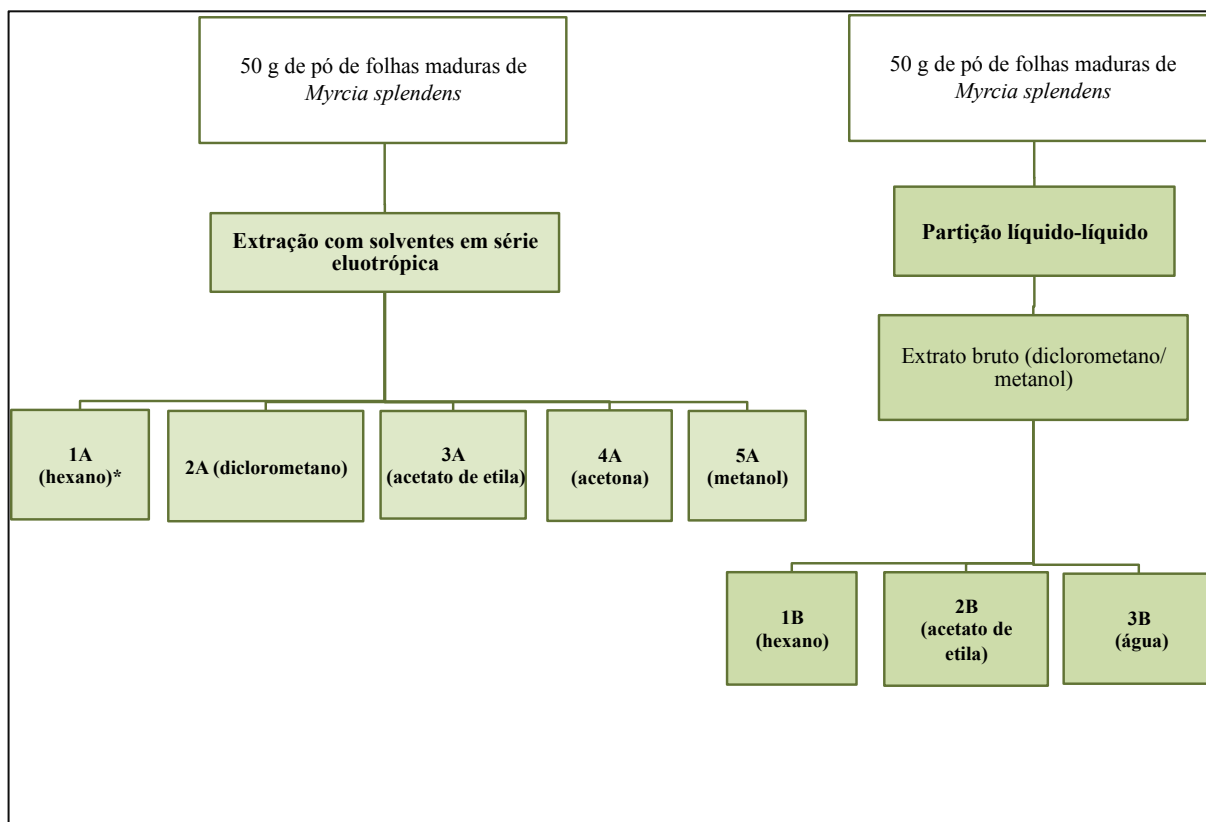 50 g de pó de folhas maduras de
Myrcia splendens
Extração com solventes em série
eluotrópica
1A
(hexano)*
2A (diclorometano)
3A
(acetato de etila)
4A
(acetona)
5A
(metanol)
50 g de pó de folhas maduras de
Myrcia splendens
Partição líquido-líquido
Extrato bruto (diclorometano/
metanol)
1B
(hexano)
2B
(acetato de
etila)
3B
(água)